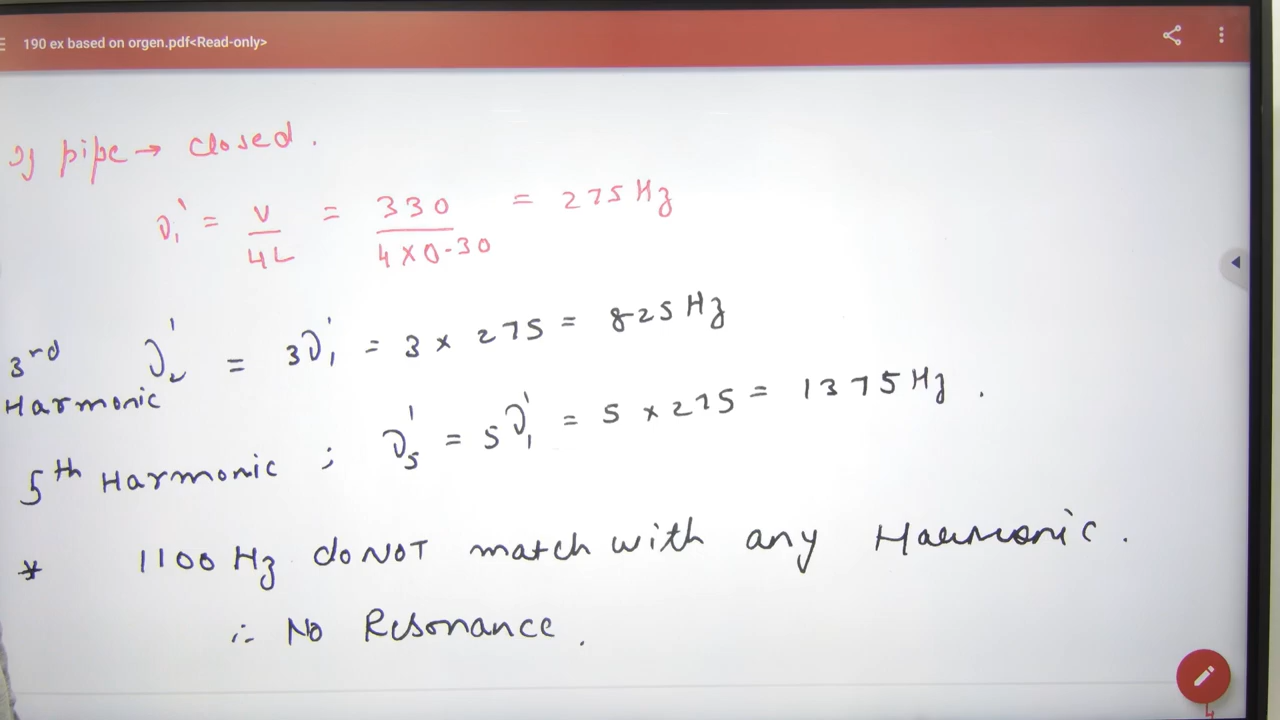 190 ex based on orgen.pdf<Read-only>
If pipe → closed.
ν₁' = v/4L = 330/(4 × 0.30) = 275 Hz
3rd Harmonic ν₂' = 3ν₁' = 3 × 275 = 825 Hz
5th Harmonic ; ν₅' = 5ν₁' = 5 × 275 = 1375 Hz.
* 1100 Hz do NOT match with any Harmonic.
∴ No Resonance.